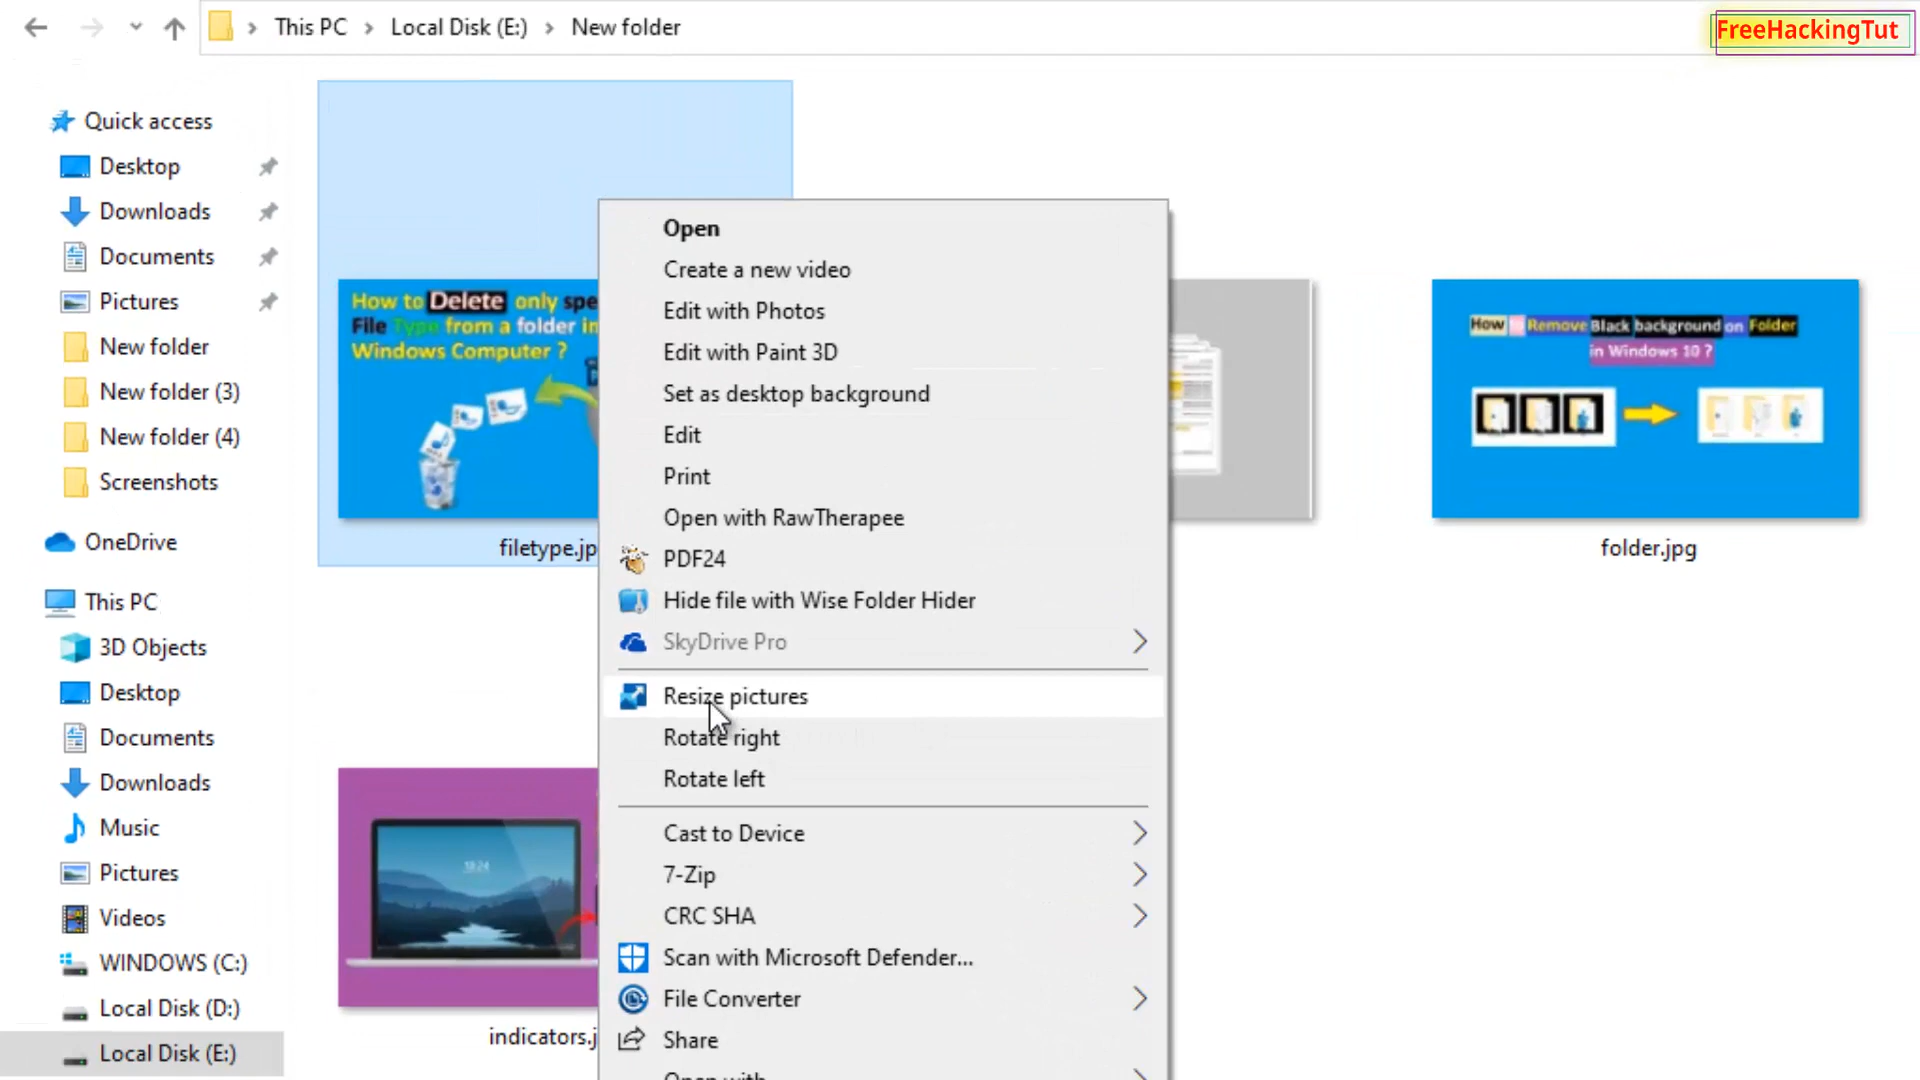 This PC > Local Disk (E:) > New folder
FreeHackingTut
Quick access
Desktop
Downloads
Documents
Pictures
New folder
New folder (3)
New folder (4)
Screenshots
OneDrive
This PC
3D Objects
Desktop
Documents
Downloads
Music
Pictures
Videos
WINDOWS (C:)
Local Disk (D:)
Local Disk (E:)
How to Delete only spe
File Type from a folder in
Windows Computer ?
filetype.jp
How to Remove Black background on Folder
in Windows 10 ?
folder.jpg
indicators.j
Open
Create a new video
Edit with Photos
Edit with Paint 3D
Set as desktop background
Edit
Print
Open with RawTherapee
PDF24
Hide file with Wise Folder Hider
SkyDrive Pro
Resize pictures
Rotate right
Rotate left
Cast to Device
7-Zip
CRC SHA
Scan with Microsoft Defender...
File Converter
Share
Open with